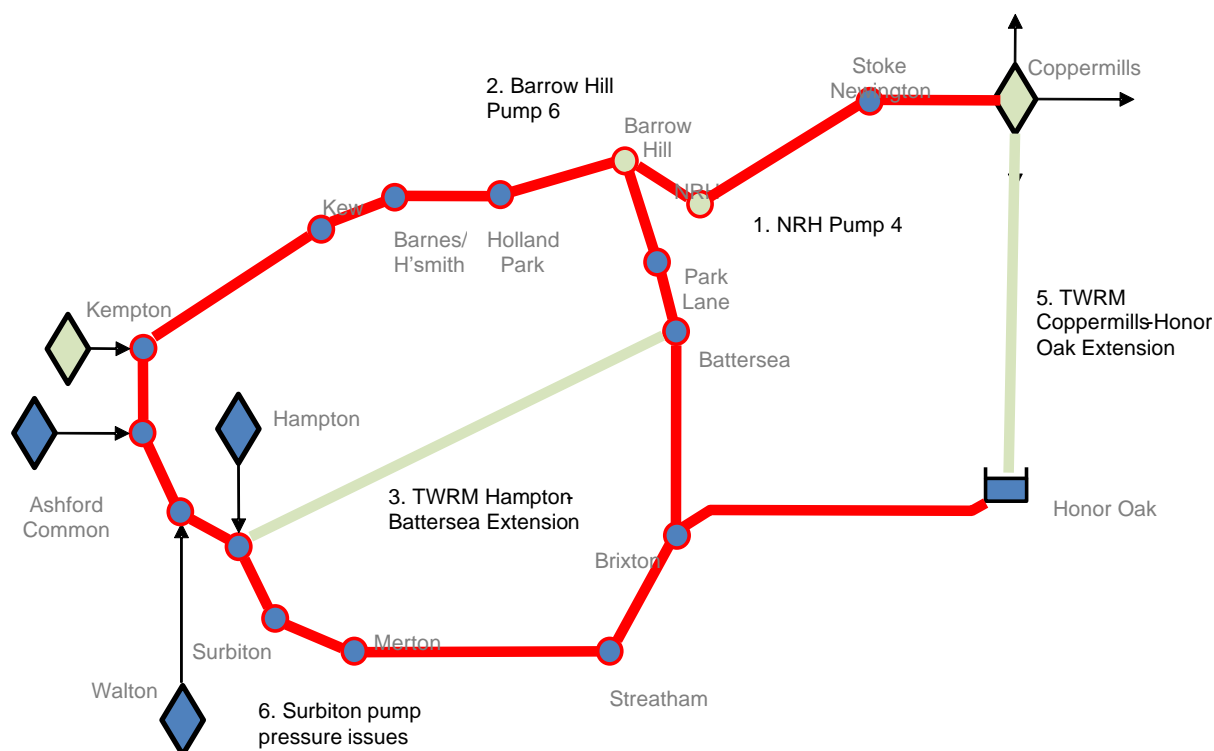 Stoke
Newington
Coppermills
2. Barrow Hill
Pump 6
Barrow
Hill
NRH
Kew
1. NRH Pump 4
Barnes/
H'smith
Holland
Park
Park
Lane
Kempton
5. TWRM
Coppermills-Honor
Oak Extension
Battersea
Hampton
3. TWRM Hampton-
Battersea Extension
Ashford
Common
Honor Oak
Brixton
Merton
Surbiton
Walton
Streatham
6. Surbiton pump
pressure issues